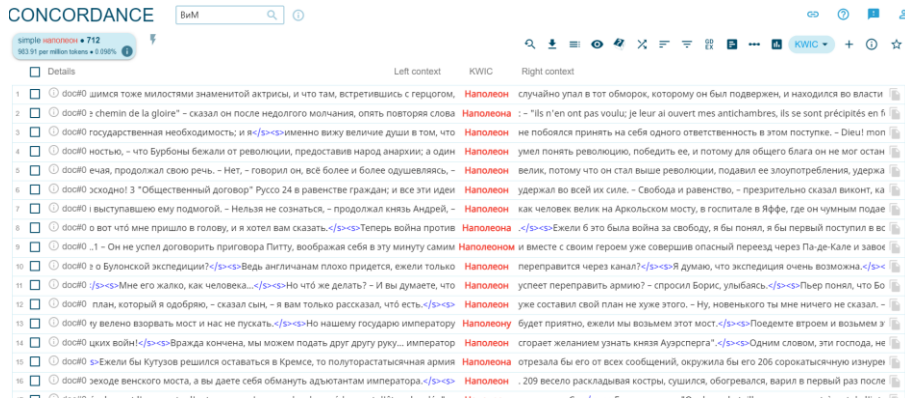 CONCORDANCE ВиМ
simple наполеон • 712
983.91 per million tokens • 0.098%
KWIC
Details Left context KWIC Right context
1 doc#0 шимся тоже милостями знаменитой актрисы, и что там, встретившись с герцогом, Наполеон случайно упал в тот обморок, которому он был подвержен, и находился во власти
2 doc#0 chemin de la gloire" – сказал он после недолгого молчания, опять повторяя слова Наполеона : – "ils n'en ont pas voulu; je leur ai ouvert mes antichambres, ils se sont précipités en f
3 doc#0 государственная необходимость; и я</s><s>именно вижу величие души в том, что Наполеон не побоялся принять на себя одного ответственность в этом поступке. – Dieu! mon
4 doc#0 ностью, – что Бурбоны бежали от революции, предоставив народ анархии; а один Наполеон умел понять революцию, победить ее, и потому для общего блага он не мог остан
5 doc#0 ечая, продолжал свою речь. – Нет, – говорил он, всё более и более одушевляясь, – Наполеон велик, потому что он стал выше революции, подавил ее злоупотребления, удержа
6 doc#0 осходно! 3 "Общественный договор" Руссо 24 в равенстве граждан; и все эти идеи Наполеон удержал во всей их силе. – Свобода и равенство, – презрительно сказал виконт, ка
7 doc#0 выступавшею ему подмогой. – Нельзя не сознаться, – продолжал князь Андрей, – Наполеон как человек велик на Аркольском мосту, в госпитале в Яффе, где он чумным подае
8 doc#0 о вот что́ мне пришло в голову, и я хотел вам сказать.</s><s>Теперь война против Наполеона .</s><s>Ежели б это была война за свободу, я бы понял, я бы первый поступил в вс
9 doc#0 ..1 – Он не успел договорить приговора Питту, воображая себя в эту минуту самим Наполеоном и вместе с своим героем уже совершив опасный переезд через Па-де-Кале и завое
10 doc#0 о Булонской экспедиции?</s><s>Ведь англичанам плохо придется, ежели только Наполеон переправится через канал?</s><s>Я думаю, что экспедиция очень возможна.</s>
11 doc#0 :/s><s>Мне его жалко, как человека...</s><s>Но что́ же делать? – И вы думаете, что Наполеон успеет переправить армию? – спросил Борис, улыбаясь.</s><s>Пьер понял, что Бо
12 doc#0 план, который я одобряю, – сказал сын, – я вам только рассказал, что́ есть.</s><s> Наполеон уже составил свой план не хуже этого. – Ну, новенького ты мне ничего не сказал. –
13 doc#0 у велено взорвать мост и нас не пускать.</s><s>Но нашему государю императору Наполеону будет приятно, ежели мы возьмем этот мост.</s><s>Поедемте втроем и возьмем э
14 doc#0 цких войн!</s><s>Вражда кончена, мы можем подать друг другу руку... император Наполеон сгорает желанием узнать князя Ауэрсперга".</s><s>Одним словом, эти господа, не
15 doc#0 s>Ежели бы Кутузов решился оставаться в Кремсе, то полуторастатысячная армия Наполеона отрезала бы его от всех сообщений, окружила бы его 206 сорокатысячную изнурен
16 doc#0 реходе венского моста, а вы даете себя обмануть адъютантам императора.</s><s> Наполеон . 209 весело раскладывая костры, сушился, обогревался, варил в первый раз после